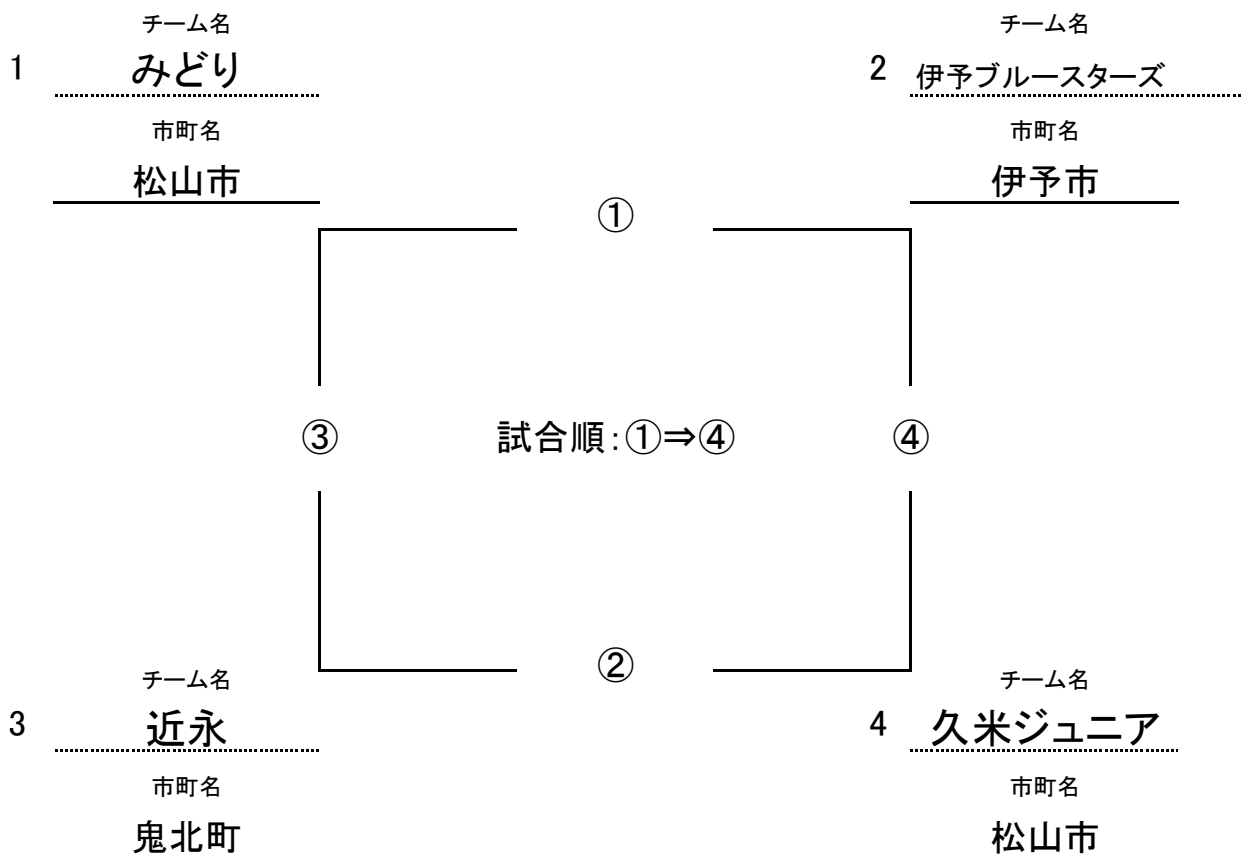 チーム名
1 みどり
市町名
松山市
チーム名
2 伊予ブルースターズ
市町名
伊予市
①
③
試合順:①⇒④
④
②
チーム名
3 近永
市町名
鬼北町
チーム名
4 久米ジュニア
市町名
松山市